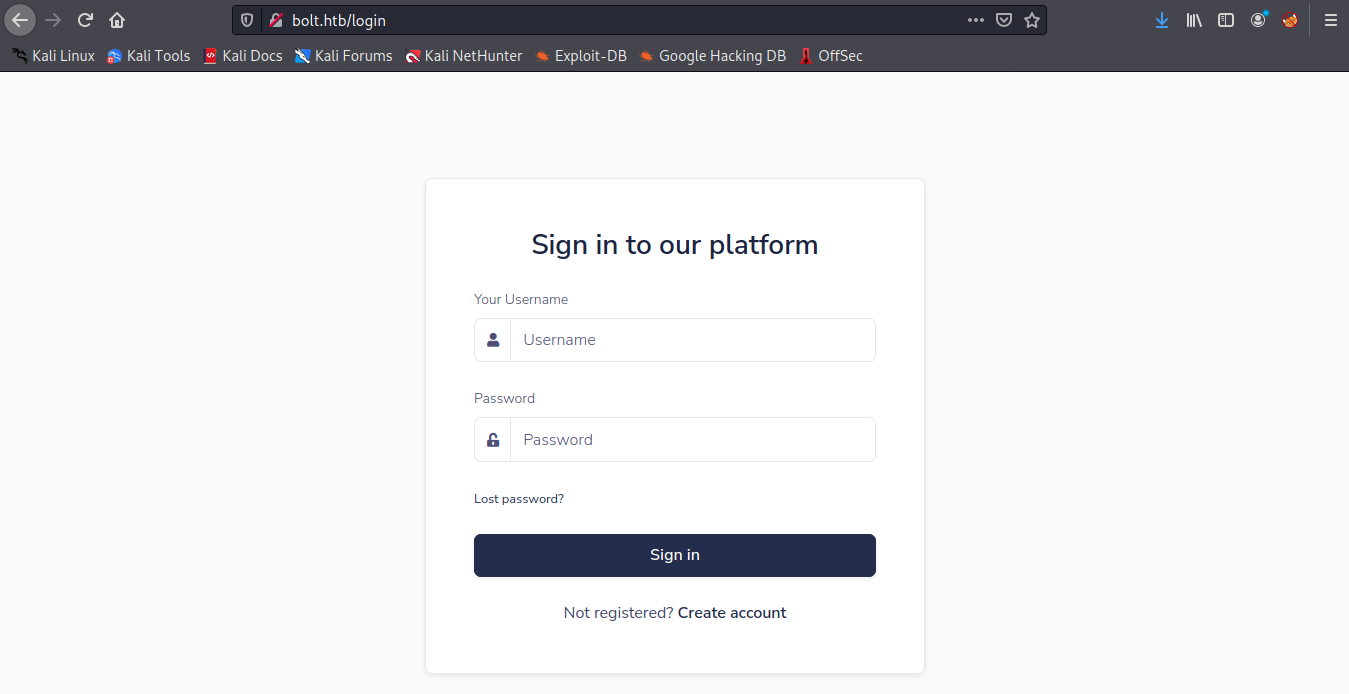 bolt.htb/login
Kali Linux Kali Tools Kali Docs Kali Forums Kali NetHunter Exploit-DB Google Hacking DB OffSec
Sign in to our platform
Your Username
Username
Password
Password
Lost password?
Sign in
Not registered? Create account